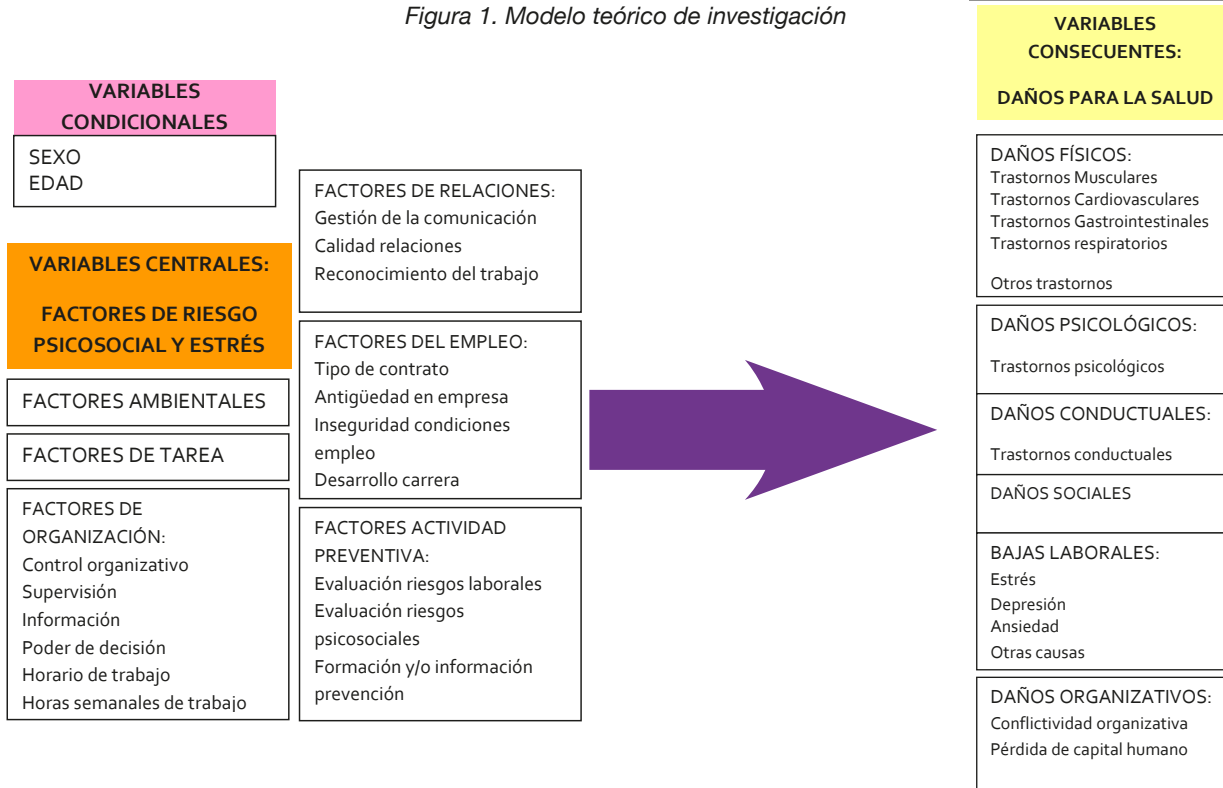 Figura 1. Modelo teórico de investigación
VARIABLES
CONDICIONALES
SEXO
EDAD
VARIABLES CENTRALES:
FACTORES DE RIESGO
PSICOSOCIAL Y ESTRÉS
FACTORES AMBIENTALES
FACTORES DE TAREA
FACTORES DE
ORGANIZACIÓN:
Control organizativo
Supervisión
Información
Poder de decisión
Horario de trabajo
Horas semanales de trabajo
FACTORES DE RELACIONES:
Gestión de la comunicación
Calidad relaciones
Reconocimiento del trabajo
FACTORES DEL EMPLEO:
Tipo de contrato
Antigüedad en empresa
Inseguridad condiciones
empleo
Desarrollo carrera
FACTORES ACTIVIDAD
PREVENTIVA:
Evaluación riesgos laborales
Evaluación riesgos
psicosociales
Formación y/o información
prevención
VARIABLES
CONSECUENTES:
DAÑOS PARA LA SALUD
DAÑOS FÍSICOS:
Trastornos Musculares
Trastornos Cardiovasculares
Trastornos Gastrointestinales
Trastornos respiratorios
Otros trastornos
DAÑOS PSICOLÓGICOS:
Trastornos psicológicos
DAÑOS CONDUCTUALES:
Trastornos conductuales
DAÑOS SOCIALES
BAJAS LABORALES:
Estrés
Depresión
Ansiedad
Otras causas
DAÑOS ORGANIZATIVOS:
Conflictividad organizativa
Pérdida de capital humano